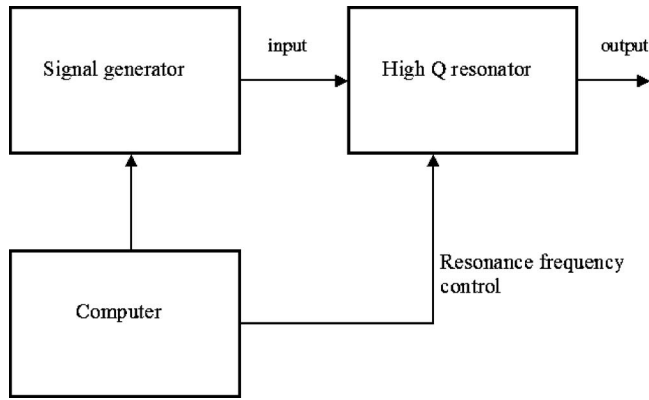 input
output
Signal generator
High Q resonator
Resonance frequency
control
Computer